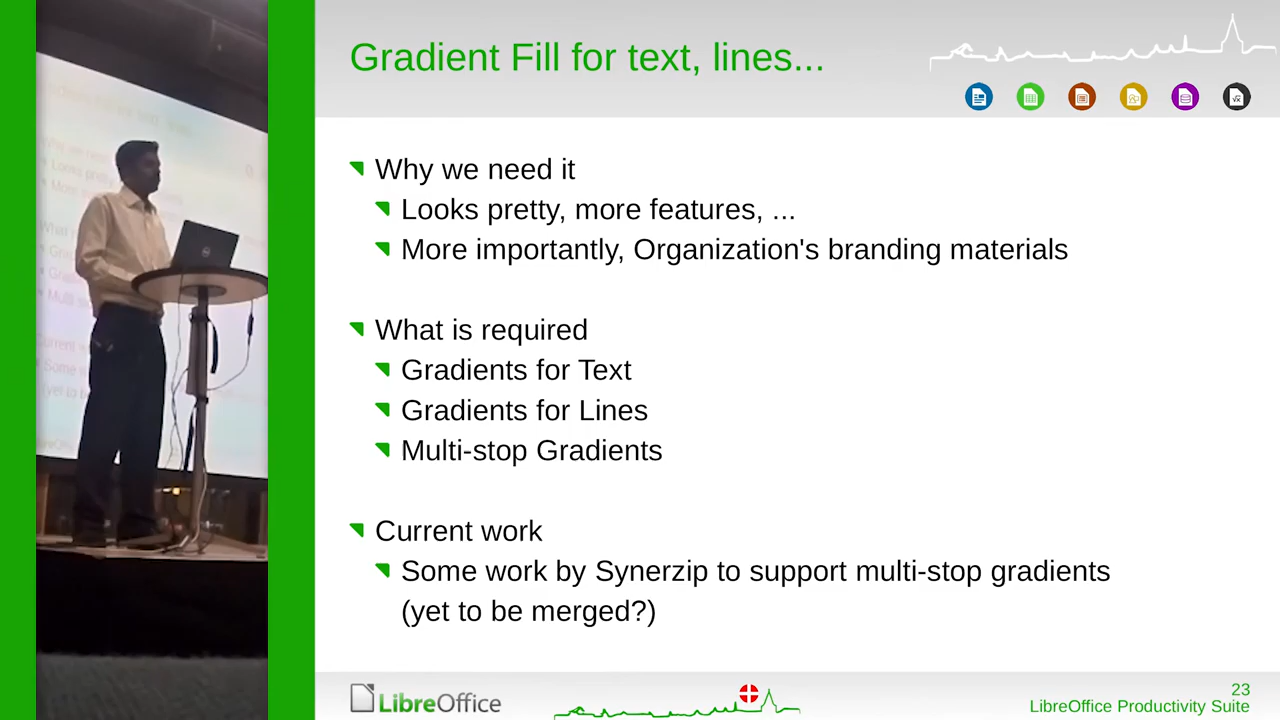 Gradient Fill for text, lines...
Why we need it
Looks pretty, more features, ...
More importantly, Organization's branding materials
What is required
Gradients for Text
Gradients for Lines
Multi-stop Gradients
Current work
Some work by Synerzip to support multi-stop gradients
(yet to be merged?)
LibreOffice
23
LibreOffice Productivity Suite